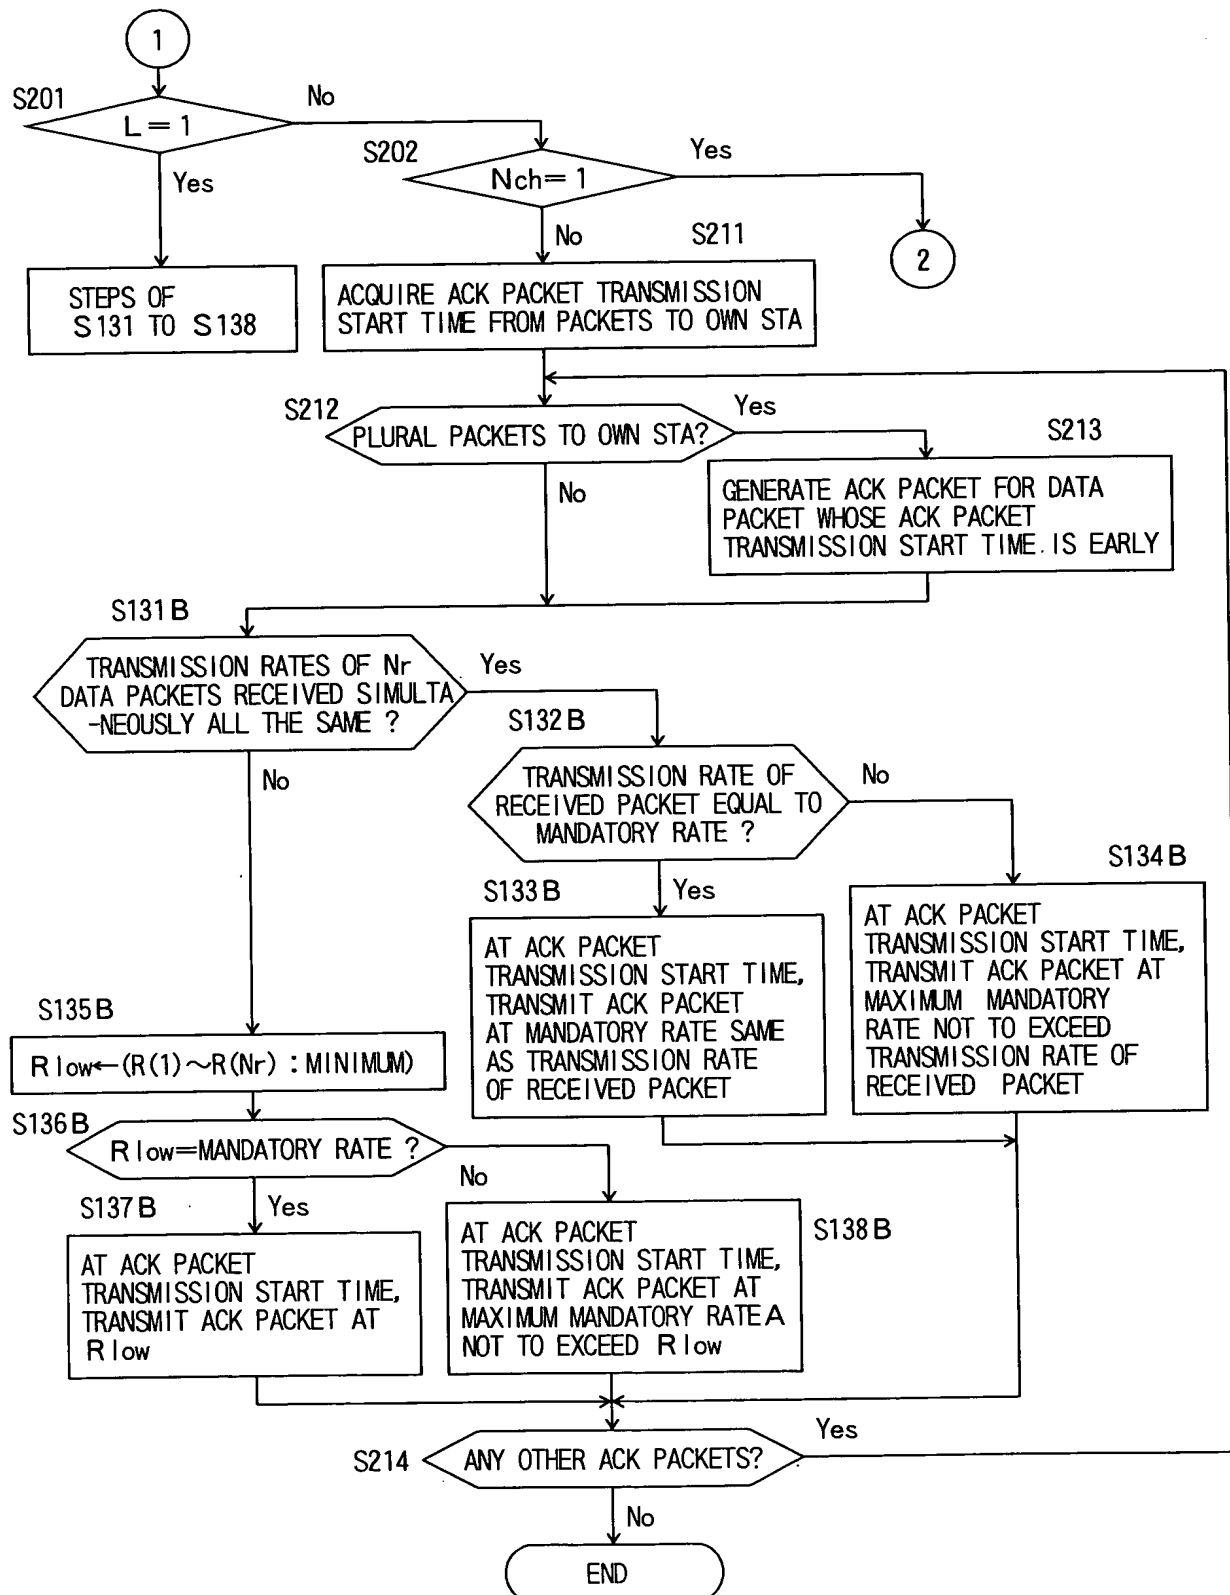 1
S201
L=1
No
Yes
S202
Nch=1
Yes
No
2
STEPS OF
S131 TO S138
S211
ACQUIRE ACK PACKET TRANSMISSION
START TIME FROM PACKETS TO OWN STA
S212
PLURAL PACKETS TO OWN STA?
Yes
No
S213
GENERATE ACK PACKET FOR DATA
PACKET WHOSE ACK PACKET
TRANSMISSION START TIME IS EARLY
S131B
TRANSMISSION RATES OF Nr
DATA PACKETS RECEIVED SIMULTA
-NEOUSLY ALL THE SAME ?
Yes
No
S132B
TRANSMISSION RATE OF
RECEIVED PACKET EQUAL TO
MANDATORY RATE ?
No
Yes
S133B
AT ACK PACKET
TRANSMISSION START TIME,
TRANSMIT ACK PACKET
AT MANDATORY RATE SAME
AS TRANSMISSION RATE
OF RECEIVED PACKET
S134B
AT ACK PACKET
TRANSMISSION START TIME,
TRANSMIT ACK PACKET AT
MAXIMUM MANDATORY
RATE NOT TO EXCEED
TRANSMISSION RATE OF
RECEIVED PACKET
S135B
Rlow←(R(1)~R(Nr) : MINIMUM)
S136B
Rlow=MANDATORY RATE ?
No
Yes
S137B
AT ACK PACKET
TRANSMISSION START TIME,
TRANSMIT ACK PACKET AT
Rlow
S138B
AT ACK PACKET
TRANSMISSION START TIME,
TRANSMIT ACK PACKET AT
MAXIMUM MANDATORY RATE A
NOT TO EXCEED Rlow
S214
ANY OTHER ACK PACKETS?
Yes
No
END